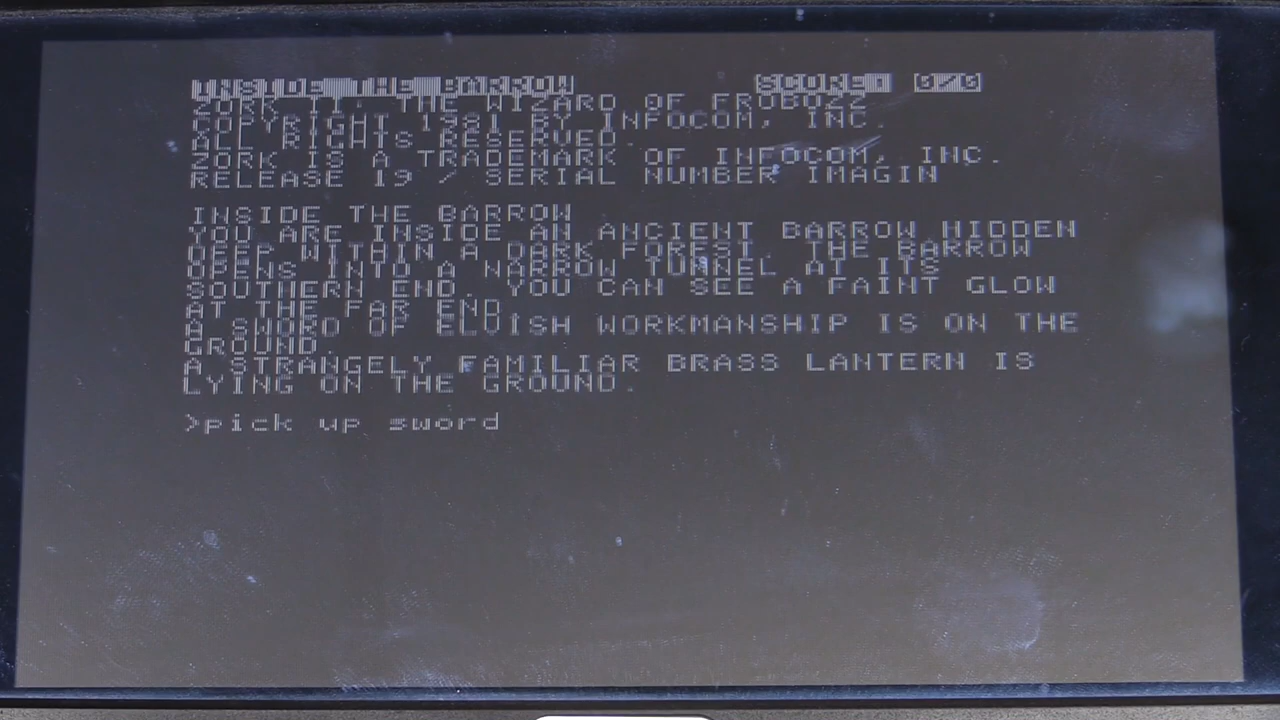 INSIDE THE BARROW SCORE: 0/0
ZORK II: THE WIZARD OF FROBOZZ
COPYRIGHT 1981 BY INFOCOM, INC.
ALL RIGHTS RESERVED.
ZORK IS A TRADEMARK OF INFOCOM, INC.
RELEASE 19 / SERIAL NUMBER IMAGIN
INSIDE THE BARROW
YOU ARE INSIDE AN ANCIENT BARROW HIDDEN
DEEP WITHIN A DARK FOREST. THE BARROW
OPENS INTO A NARROW TUNNEL AT ITS
SOUTHERN END. YOU CAN SEE A FAINT GLOW
AT THE FAR END.
A SWORD OF ELVISH WORKMANSHIP IS ON THE
GROUND.
A STRANGELY FAMILIAR BRASS LANTERN IS
LYING ON THE GROUND.
>pick up sword